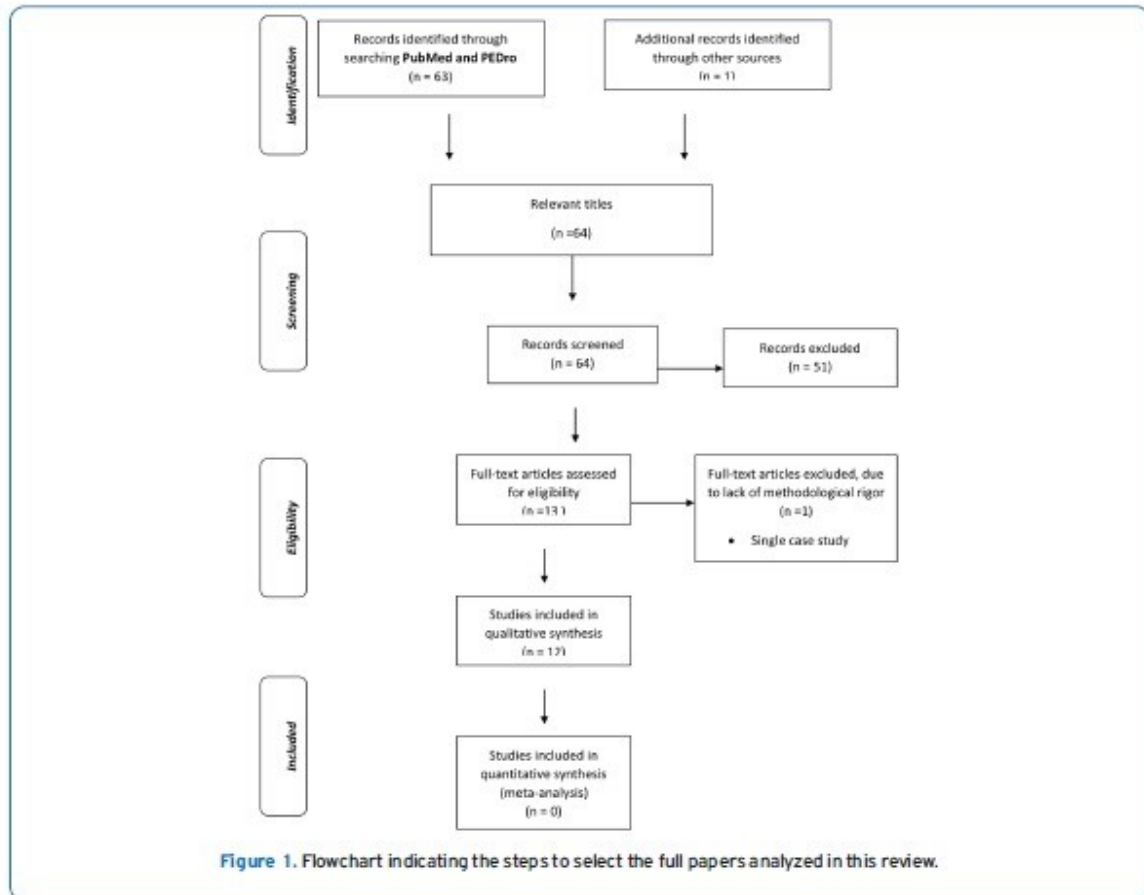 Identification
Records identified through
searching PubMed and PEDro
(n = 63)
Additional records identified
through other sources
(n = 1)
Relevant titles
(n =64)
Screening
Records screened
(n = 64)
Records excluded
(n = 51)
Eligibility
Full-text articles assessed
for eligibility
(n =13 )
Full-text articles excluded, due
to lack of methodological rigor
(n =1)
• Single case study
Studies included in
qualitative synthesis
(n = 12)
Included
Studies included in
quantitative synthesis
(meta-analysis)
(n = 0)
Figure 1. Flowchart indicating the steps to select the full papers analyzed in this review.